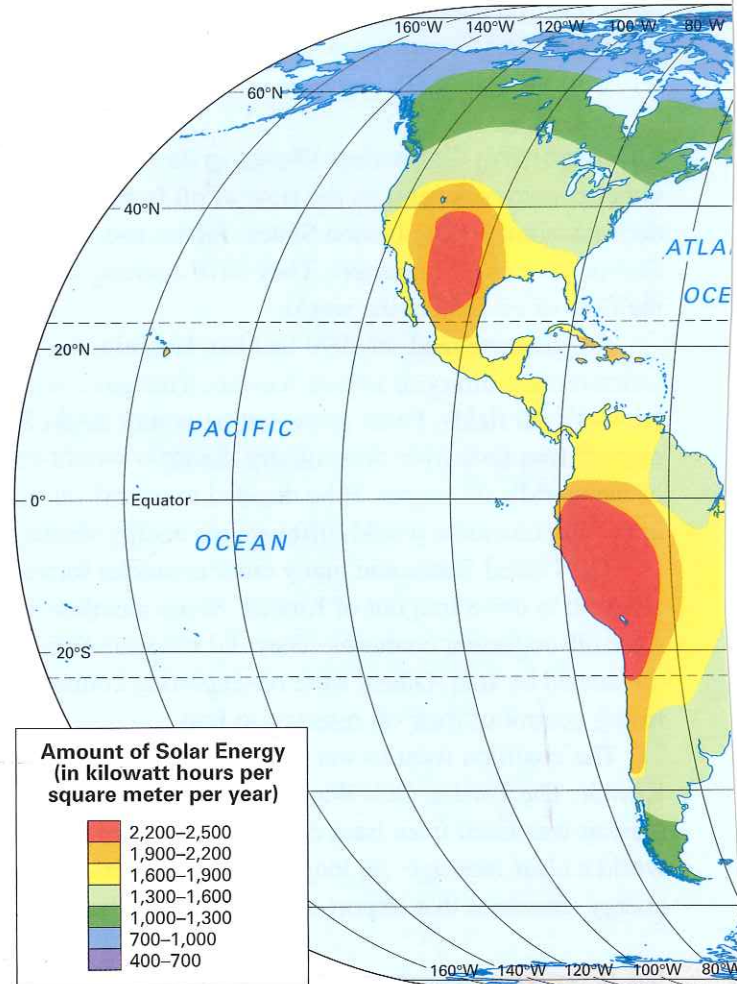 160°W 140°W 120°W 100°W 80°W
60°N
40°N
ATLA
OCE
20°N
PACIFIC
0° Equator
OCEAN
20°S
Amount of Solar Energy
(in kilowatt hours per
square meter per year)
2,200–2,500
1,900–2,200
1,600–1,900
1,300–1,600
1,000–1,300
700–1,000
400–700
160°W 140°W 120°W 100°W 80°W